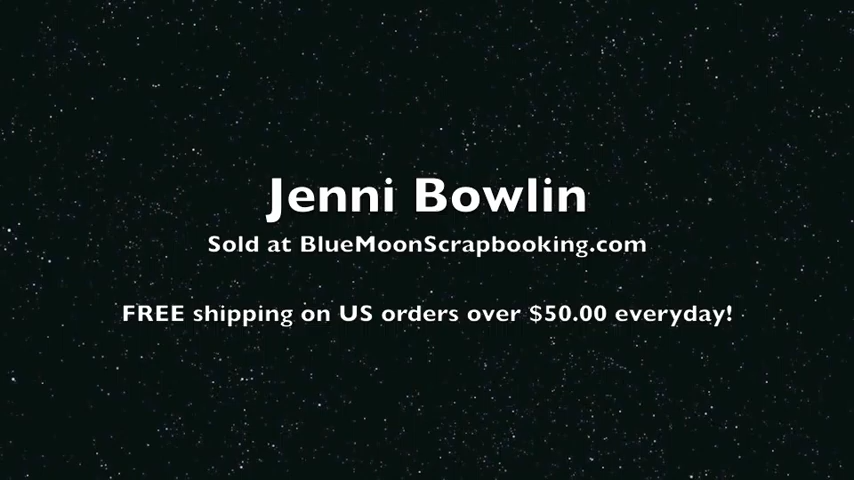 Jenni Bowlin
Sold at BlueMoonScrapbooking.com
FREE shipping on US orders over $50.00 everyday!